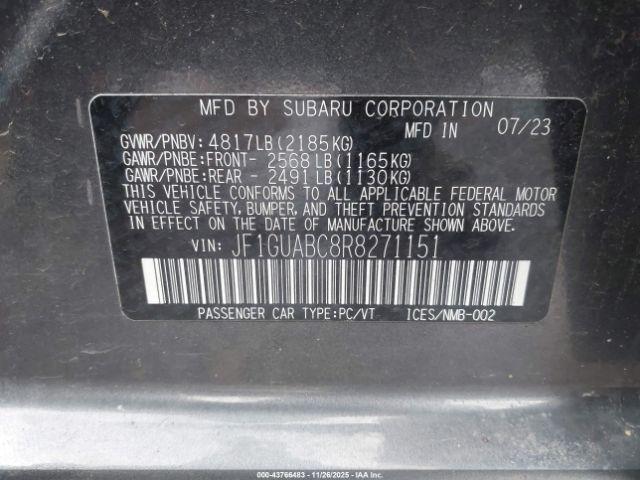 MFD BY SUBARU CORPORATION
MFD IN 07/23
GVWR/PNBV: 4817LB(2185KG)
GAWR/PNBE:FRONT- 2568LB(1165KG)
GAWR/PNBE:REAR - 2491LB(1130KG)
THIS VEHICLE CONFORMS TO ALL APPLICABLE FEDERAL MOTOR
VEHICLE SAFETY, BUMPER, AND THEFT PREVENTION STANDARDS
IN EFFECT ON THE DATE OF MANUFACTURE SHOWN ABOVE.
VIN: JF1GUABC8R8271151
PASSENGER CAR TYPE:PC/VT ICES/NMB-002
000-43766483 - 11/26/2025 - IAA Inc.